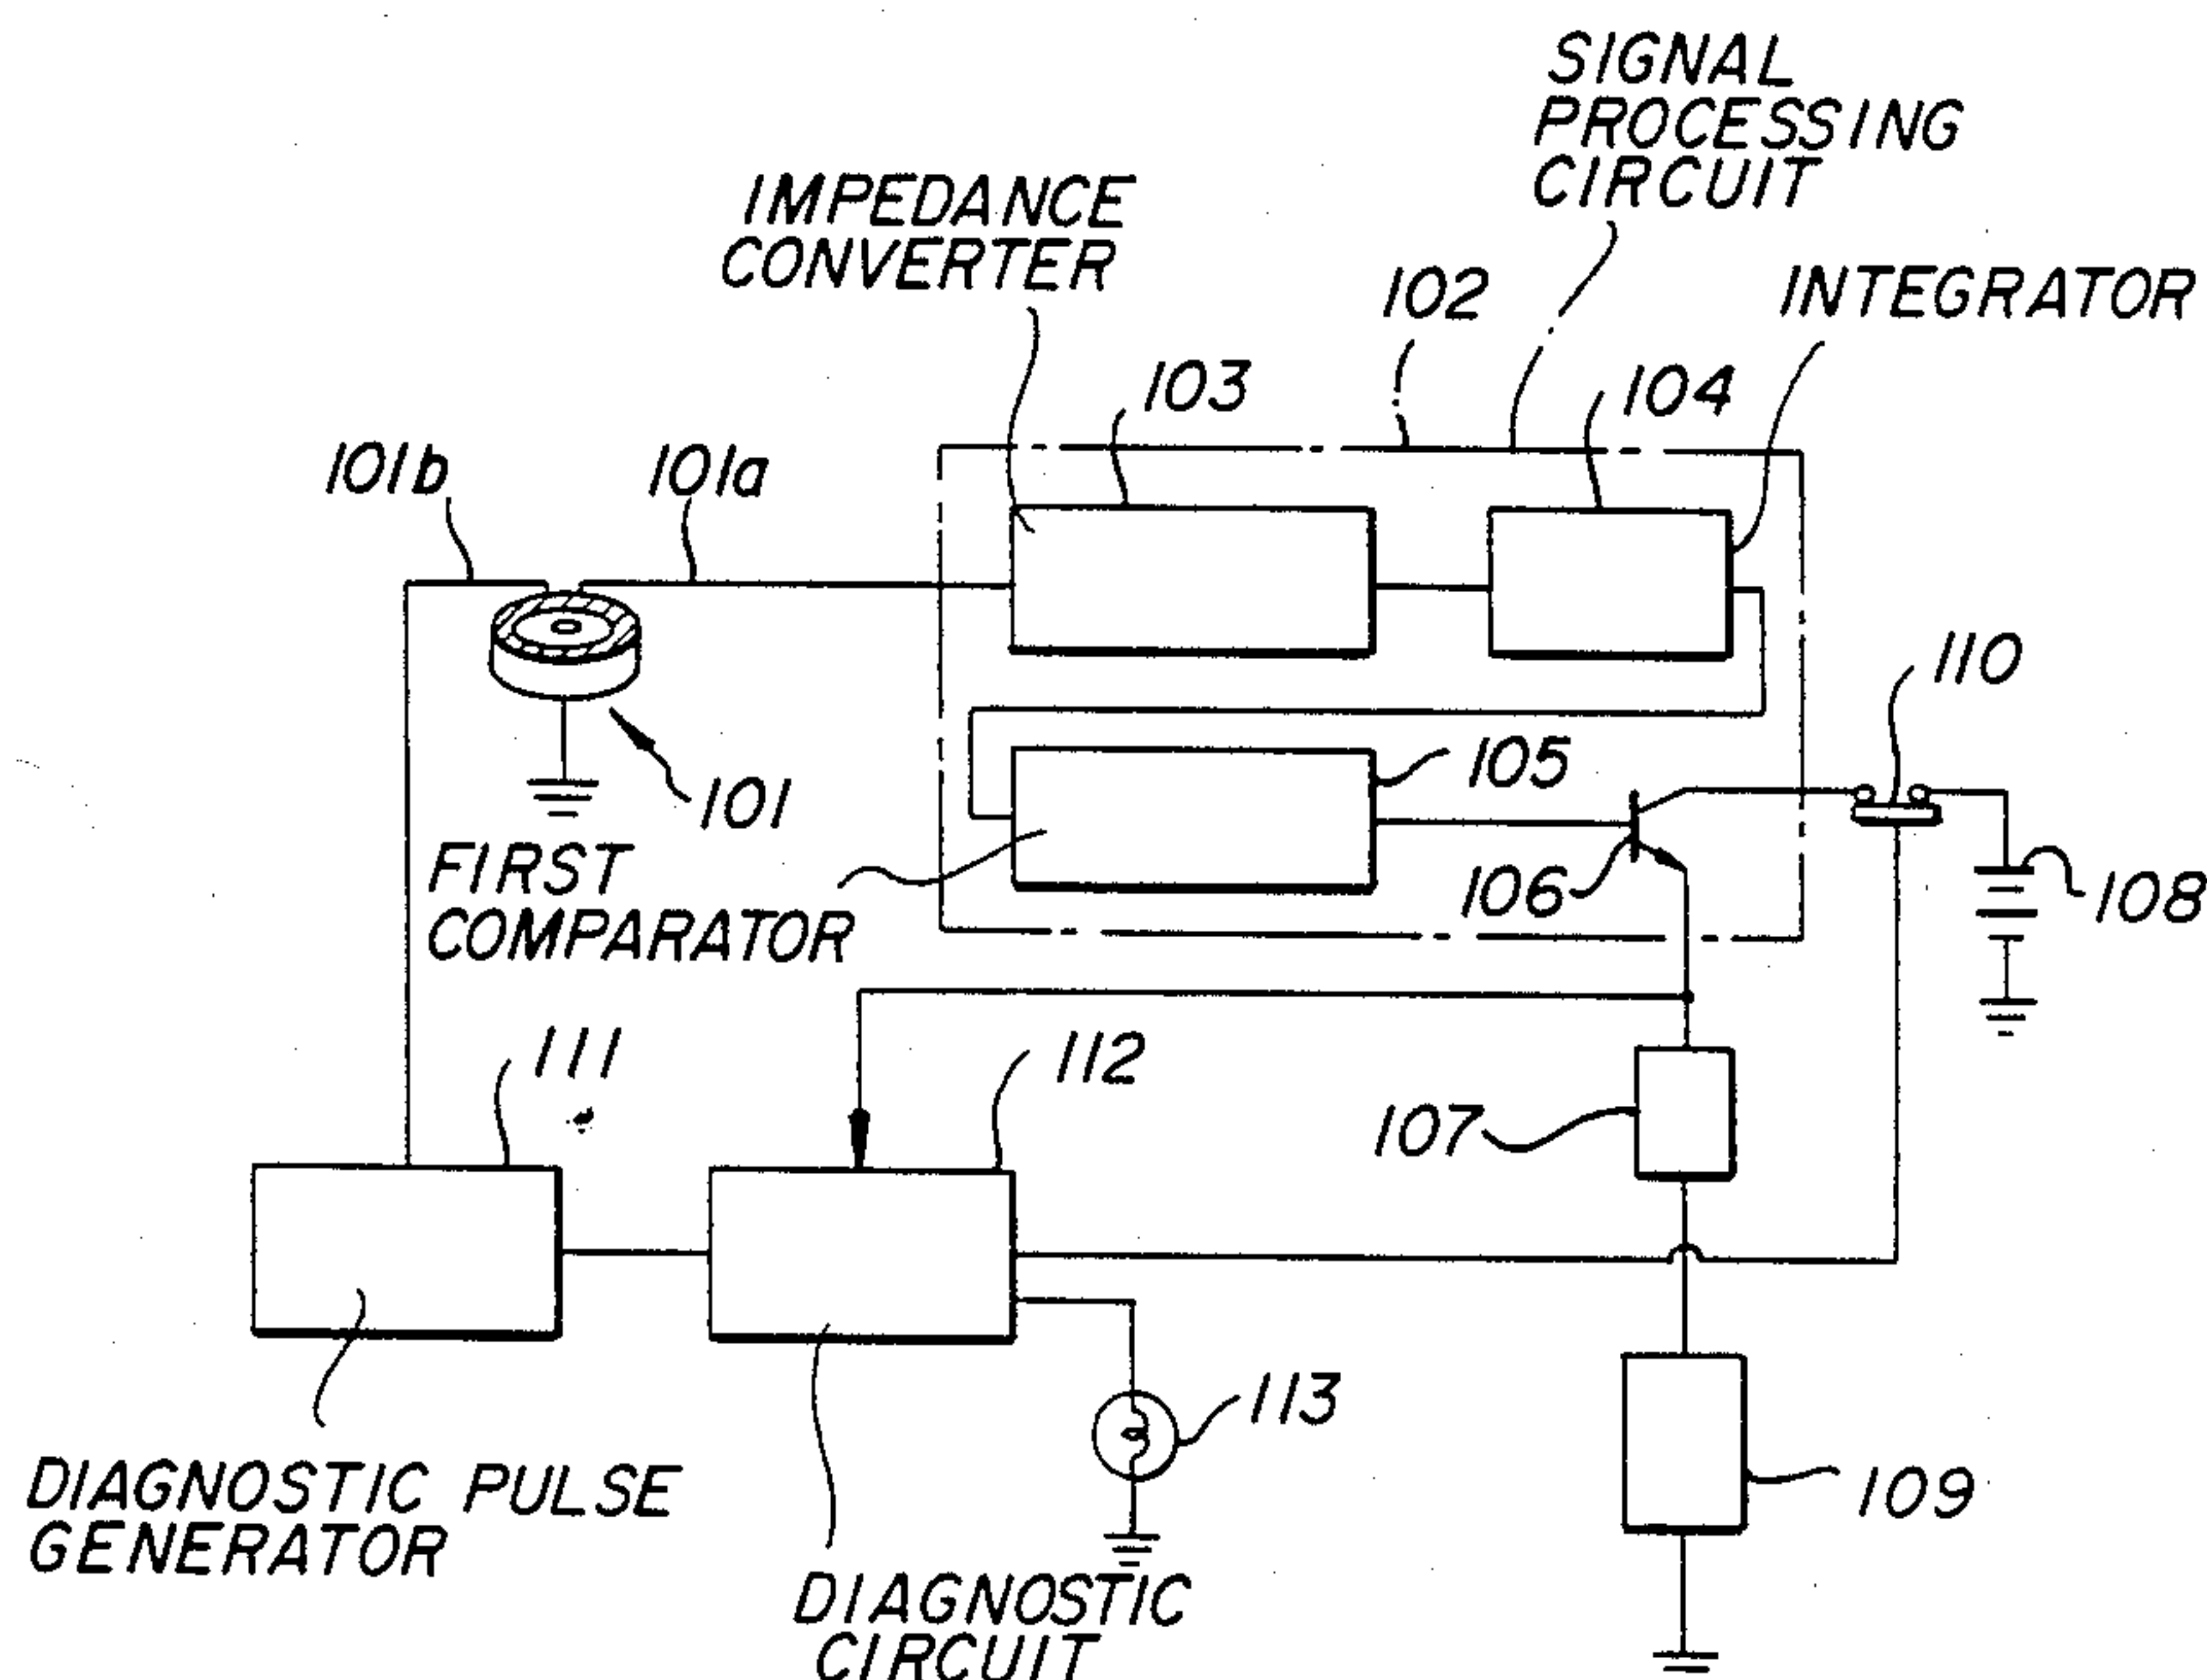 SIGNAL
PROCESSING
CIRCUIT
IMPEDANCE
CONVERTER
102
INTEGRATOR
103
104
101b
101a
110
105
101
FIRST
COMPARATOR
106
108
111
112
107
113
109
DIAGNOSTIC PULSE
GENERATOR
DIAGNOSTIC
CIRCUIT